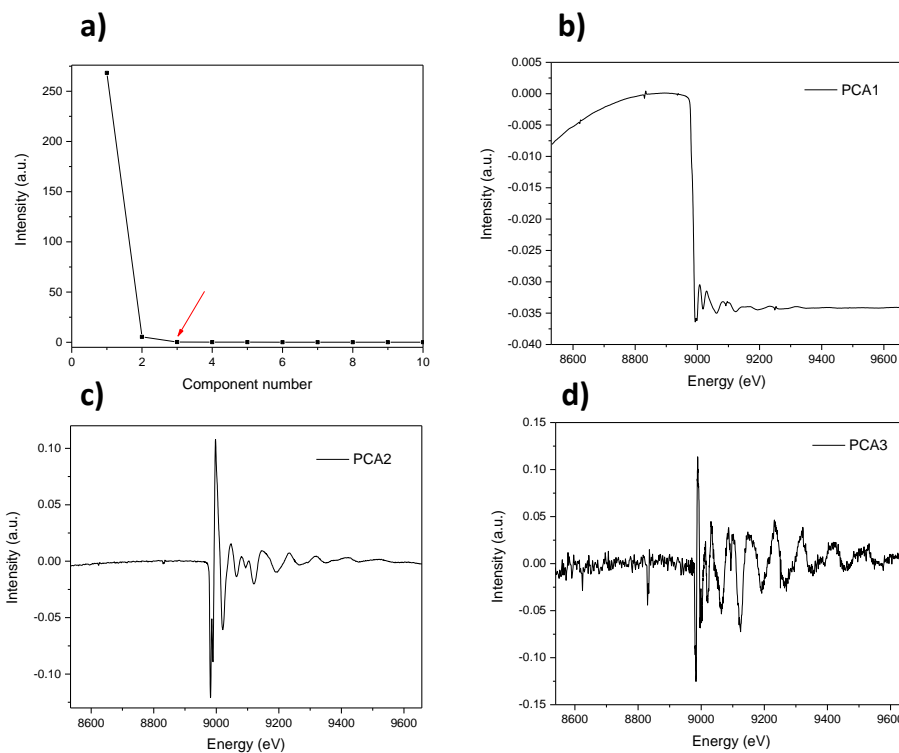 a)
250
200
150
100
50
0
Intensity (a.u.)
0 2 4 6 8 10
Component number
b)
0.005
0.000
-0.005
-0.010
-0.015
-0.020
-0.025
-0.030
-0.035
-0.040
Intensity (a.u.)
PCA1
8600 8800 9000 9200 9400 9600
Energy (eV)
c)
0.10
0.05
0.00
-0.05
-0.10
Intensity (a.u.)
PCA2
8600 8800 9000 9200 9400 9600
Energy (eV)
d)
0.15
0.10
0.05
0.00
-0.05
-0.10
-0.15
Intensity (a.u.)
PCA3
8600 8800 9000 9200 9400 9600
Energy (eV)